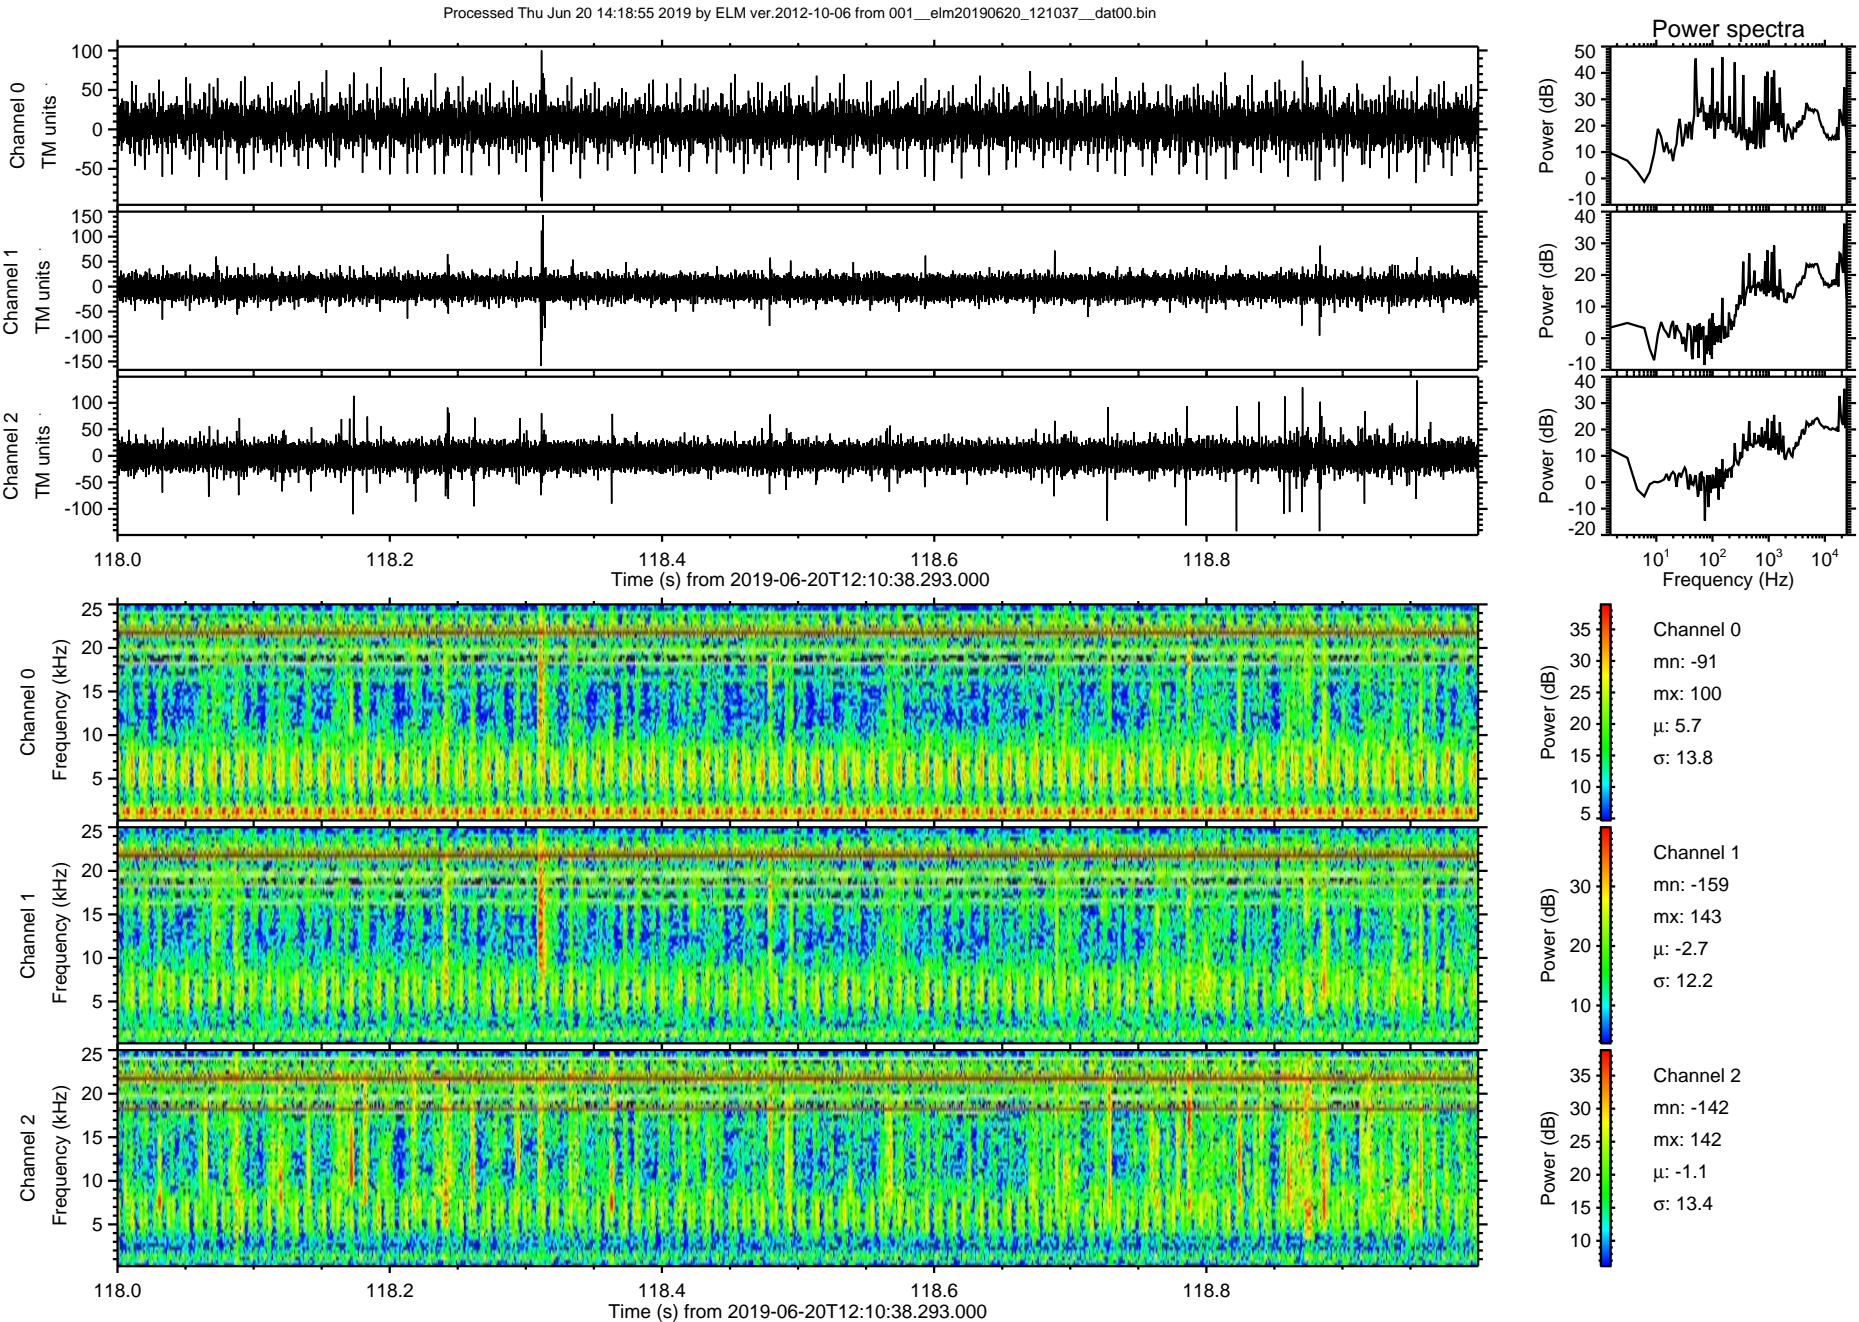 Processed Thu Jun 20 14:18:55 2019 by ELM ver.2012-10-06 from 001__elm20190620_121037__dat00.bin
Power spectra
Channel 0
TM units
100
50
0
-50
Power (dB)
50
40
30
20
10
0
-10
Channel 1
TM units
150
100
50
0
-50
-100
-150
Power (dB)
40
30
20
10
0
-10
Channel 2
TM units
100
50
0
-50
-100
Power (dB)
40
30
20
10
0
-10
-20
118.0 118.2 118.4 118.6 118.8
Time (s) from 2019-06-20T12:10:38.293.000
10^1 10^2 10^3 10^4
Frequency (Hz)
Channel 0
Frequency (kHz)
25
20
15
10
5
Power (dB)
35
30
25
20
15
10
5
Channel 0
mn: -91
mx: 100
μ: 5.7
σ: 13.8
Channel 1
Frequency (kHz)
25
20
15
10
5
Power (dB)
30
20
10
Channel 1
mn: -159
mx: 143
μ: -2.7
σ: 12.2
Channel 2
Frequency (kHz)
25
20
15
10
5
Power (dB)
35
30
25
20
15
10
Channel 2
mn: -142
mx: 142
μ: -1.1
σ: 13.4
118.0 118.2 118.4 118.6 118.8
Time (s) from 2019-06-20T12:10:38.293.000